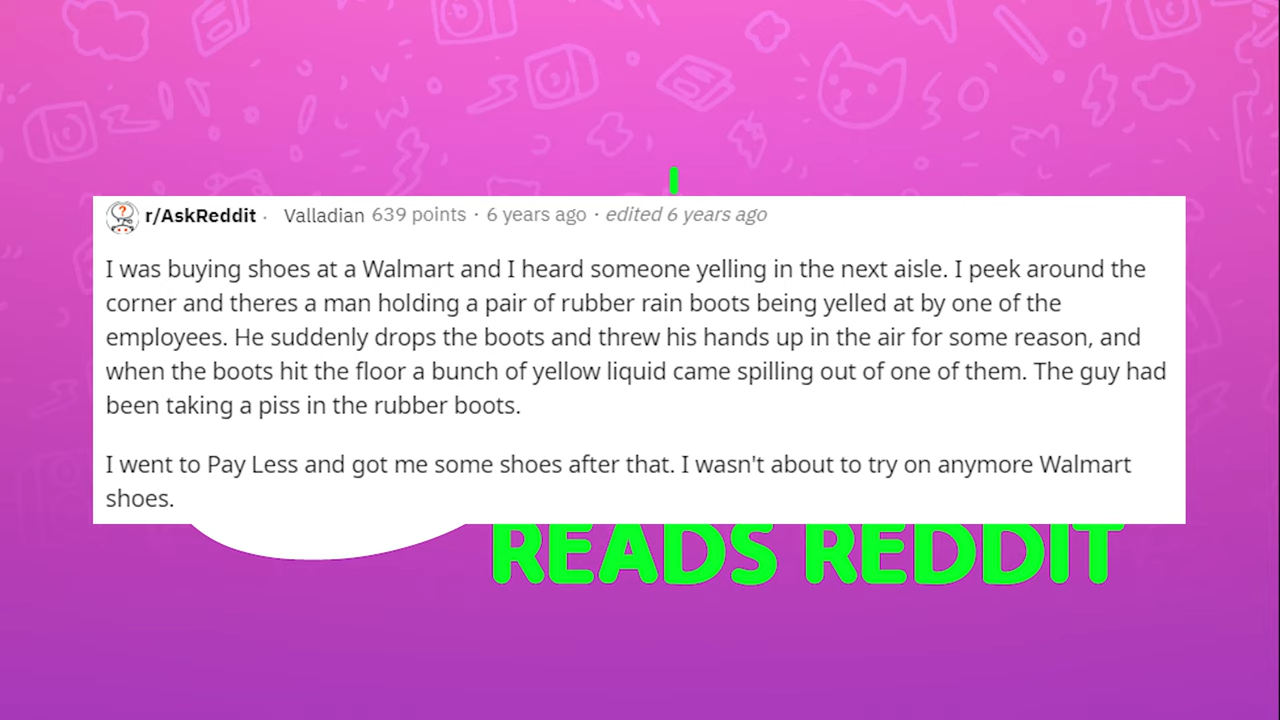 r/AskReddit · Valladian 639 points · 6 years ago · edited 6 years ago
I was buying shoes at a Walmart and I heard someone yelling in the next aisle. I peek around the
corner and theres a man holding a pair of rubber rain boots being yelled at by one of the
employees. He suddenly drops the boots and threw his hands up in the air for some reason, and
when the boots hit the floor a bunch of yellow liquid came spilling out of one of them. The guy had
been taking a piss in the rubber boots.
I went to Pay Less and got me some shoes after that. I wasn't about to try on anymore Walmart
shoes.
READS REDDIT